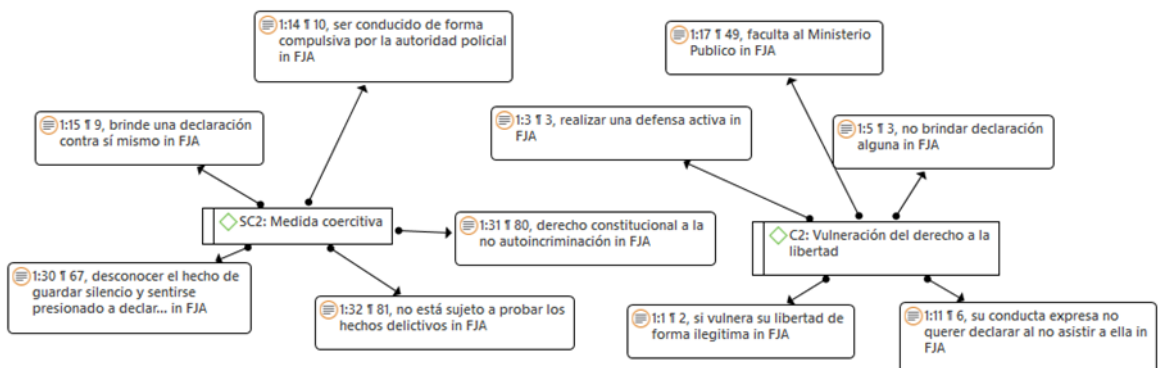 1:14 ¶ 10, ser conducido de forma
compulsiva por la autoridad policial
in FJA
1:17 ¶ 49, faculta al Ministerio
Publico in FJA
1:15 ¶ 9, brinde una declaración
contra sí mismo in FJA
1:3 ¶ 3, realizar una defensa activa in
FJA
1:5 ¶ 3, no brindar declaración
alguna in FJA
SC2: Medida coercitiva
1:31 ¶ 80, derecho constitucional a la
no autoincriminación in FJA
C2: Vulneración del derecho a la
libertad
1:30 ¶ 67, desconocer el hecho de
guardar silencio y sentirse
presionado a declar... in FJA
1:32 ¶ 81, no está sujeto a probar los
hechos delictivos in FJA
1:1 ¶ 2, si vulnera su libertad de
forma ilegítima in FJA
1:11 ¶ 6, su conducta expresa no
querer declarar al no asistir a ella in
FJA